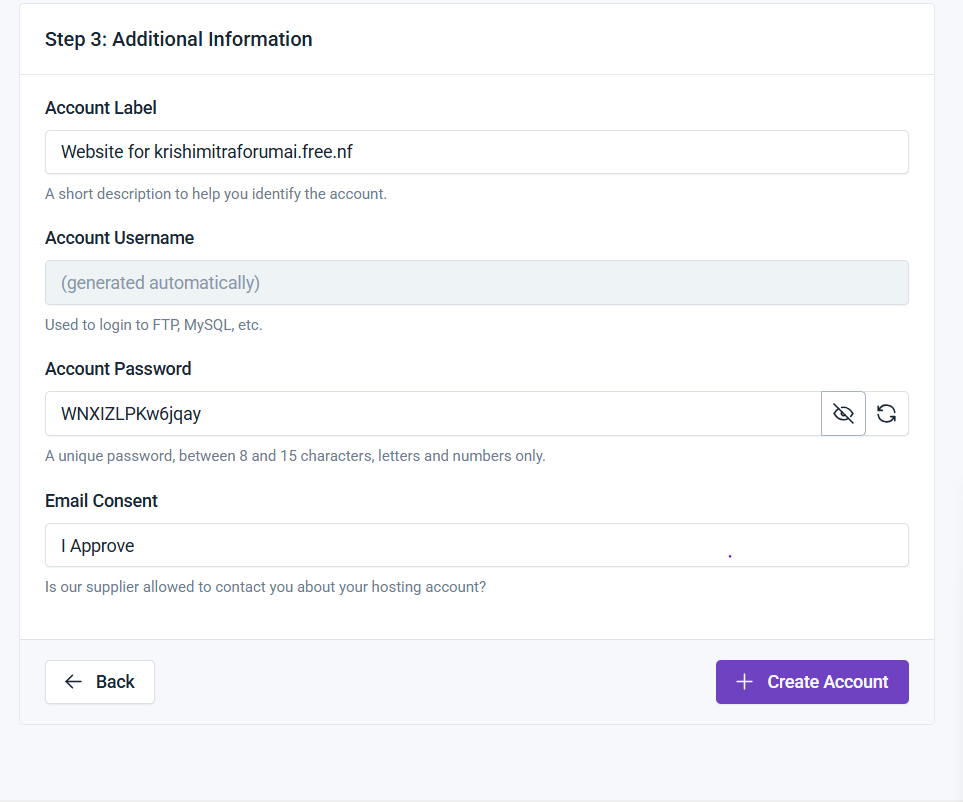 Step 3: Additional Information
Account Label
Website for krishimitraforumai.free.nf
A short description to help you identify the account.
Account Username
(generated automatically)
Used to login to FTP, MySQL, etc.
Account Password
WNXIZLPKw6jqay
A unique password, between 8 and 15 characters, letters and numbers only.
Email Consent
I Approve
Is our supplier allowed to contact you about your hosting account?
Back
Create Account